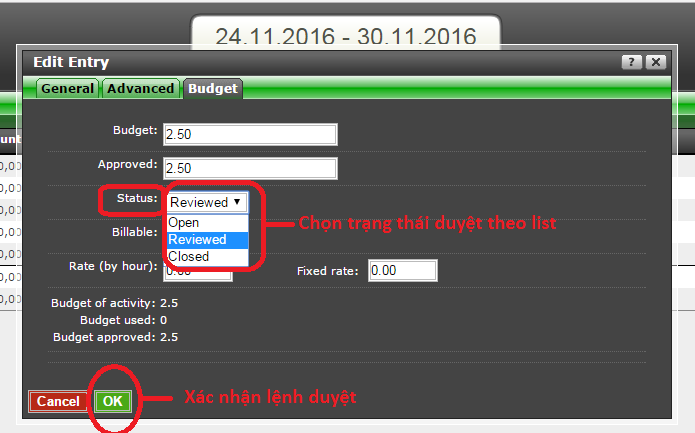 24.11.2016 - 30.11.2016
Edit Entry ? X
General Advanced Budget
Budget: 2.50
Approved: 2.50
Status: Reviewed ▼
Open
Reviewed
Closed
Chọn trạng thái duyệt theo list
Billable:
Rate (by hour): 0.00 Fixed rate: 0.00
Budget of activity: 2.5
Budget used: 0
Budget approved: 2.5
Cancel OK
Xác nhận lệnh duyệt